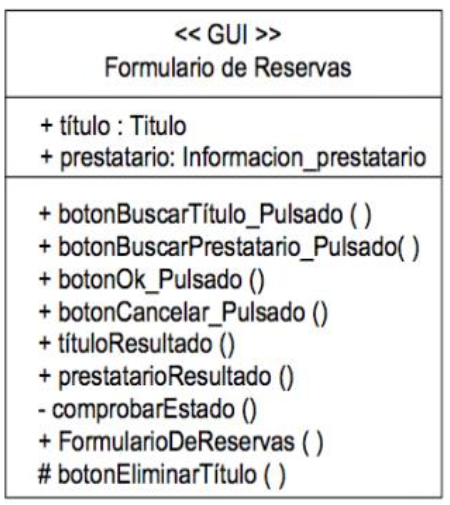 << GUI >>
Formulario de Reservas
+ título : Titulo
+ prestatario: Informacion_prestatario
+ botonBuscarTítulo_Pulsado ( )
+ botonBuscarPrestatario_Pulsado( )
+ botonOk_Pulsado ()
+ botonCancelar_Pulsado ()
+ títuloResultado ()
+ prestatarioResultado ()
- comprobarEstado ()
+ FormularioDeReservas ( )
# botonEliminarTítulo ( )